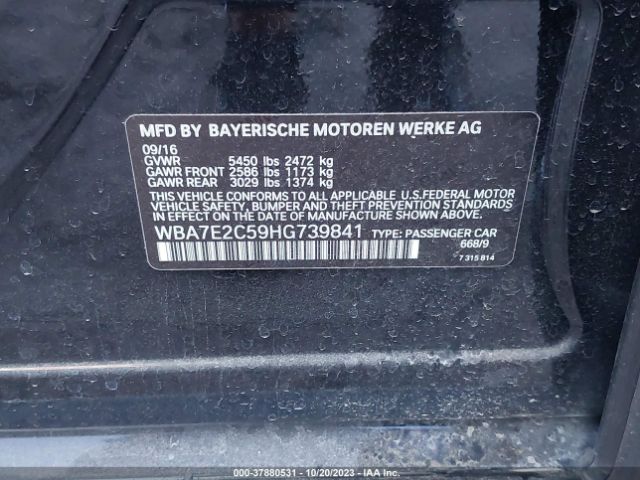 MFD BY BAYERISCHE MOTOREN WERKE AG
09/16
GVWR 5450 lbs 2472 kg
GAWR FRONT 2586 lbs 1173 kg
GAWR REAR 3029 lbs 1374 kg
THIS VEHICLE CONFORMS TO ALL APPLICABLE U.S.FEDERAL MOTOR
VEHICLE SAFETY, BUMPER AND THEFT PREVENTION STANDARDS
IN EFFECT ON THE DATE OF MANUFACTURE SHOWN ABOVE.
WBA7E2C59HG739841 TYPE: PASSENGER CAR
668/9
7 315 814
000-37880531 - 10/20/2023 - IAA Inc.